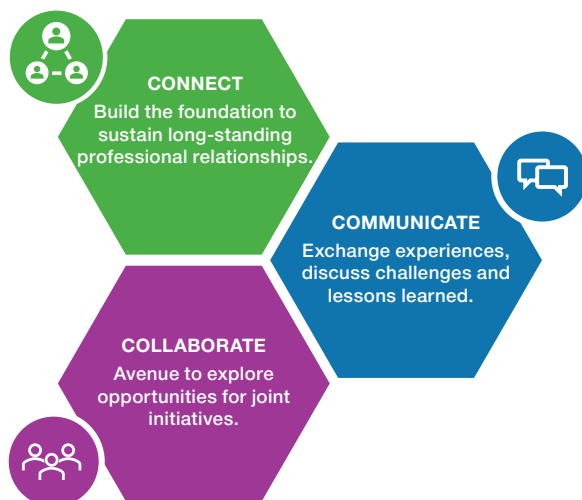 CONNECT
Build the foundation to
sustain long-standing
professional relationships.
COMMUNICATE
Exchange experiences,
discuss challenges and
lessons learned.
COLLABORATE
Avenue to explore
opportunities for joint
initiatives.